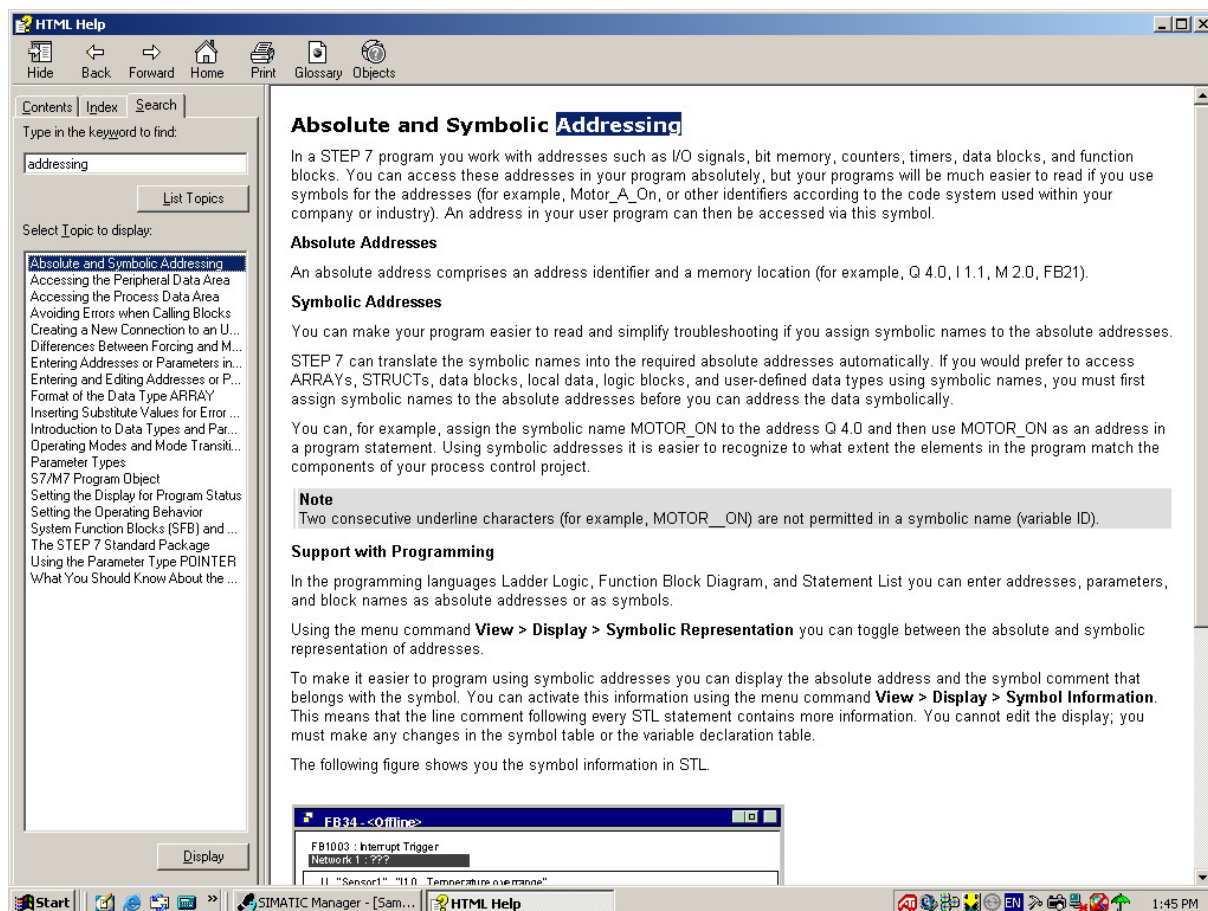 HTML Help
Hide Back Forward Home Print Glossary Objects
Contents Index Search
Type in the keyword to find:
addressing
List Topics
Select Topic to display:
Absolute and Symbolic Addressing
Accessing the Peripheral Data Area
Accessing the Process Data Area
Avoiding Errors when Calling Blocks
Creating a New Connection to an U...
Differences Between Forcing and M...
Entering Addresses or Parameters in...
Entering and Editing Addresses or P...
Format of the Data Type ARRAY
Inserting Substitute Values for Error ...
Introduction to Data Types and Par...
Operating Modes and Mode Transiti...
Parameter Types
S7/M7 Program Object
Setting the Display for Program Status
Setting the Operating Behavior
System Function Blocks (SFB) and ...
The STEP 7 Standard Package
Using the Parameter Type POINTER
What You Should Know About the ...
Display
Absolute and Symbolic Addressing
In a STEP 7 program you work with addresses such as I/O signals, bit memory, counters, timers, data blocks, and function
blocks. You can access these addresses in your program absolutely, but your programs will be much easier to read if you use
symbols for the addresses (for example, Motor_A_On, or other identifiers according to the code system used within your
company or industry). An address in your user program can then be accessed via this symbol.
Absolute Addresses
An absolute address comprises an address identifier and a memory location (for example, Q 4.0, I 1.1, M 2.0, FB21).
Symbolic Addresses
You can make your program easier to read and simplify troubleshooting if you assign symbolic names to the absolute addresses.
STEP 7 can translate the symbolic names into the required absolute addresses automatically. If you would prefer to access
ARRAYs, STRUCTs, data blocks, local data, logic blocks, and user-defined data types using symbolic names, you must first
assign symbolic names to the absolute addresses before you can address the data symbolically.
You can, for example, assign the symbolic name MOTOR_ON to the address Q 4.0 and then use MOTOR_ON as an address in
a program statement. Using symbolic addresses it is easier to recognize to what extent the elements in the program match the
components of your process control project.
Note
Two consecutive underline characters (for example, MOTOR__ON) are not permitted in a symbolic name (variable ID).
Support with Programming
In the programming languages Ladder Logic, Function Block Diagram, and Statement List you can enter addresses, parameters,
and block names as absolute addresses or as symbols.
Using the menu command View > Display > Symbolic Representation you can toggle between the absolute and symbolic
representation of addresses.
To make it easier to program using symbolic addresses you can display the absolute address and the symbol comment that
belongs with the symbol. You can activate this information using the menu command View > Display > Symbol Information.
This means that the line comment following every STL statement contains more information. You cannot edit the display; you
must make any changes in the symbol table or the variable declaration table.
The following figure shows you the symbol information in STL.
FB34 - <Offline>
FB1003 : Interrupt Trigger
Network 1 : ???
U "Sensor1" "I1.0 Temperature overrange"
Start
SIMATIC Manager - [Sam...
HTML Help
EN
1:45 PM